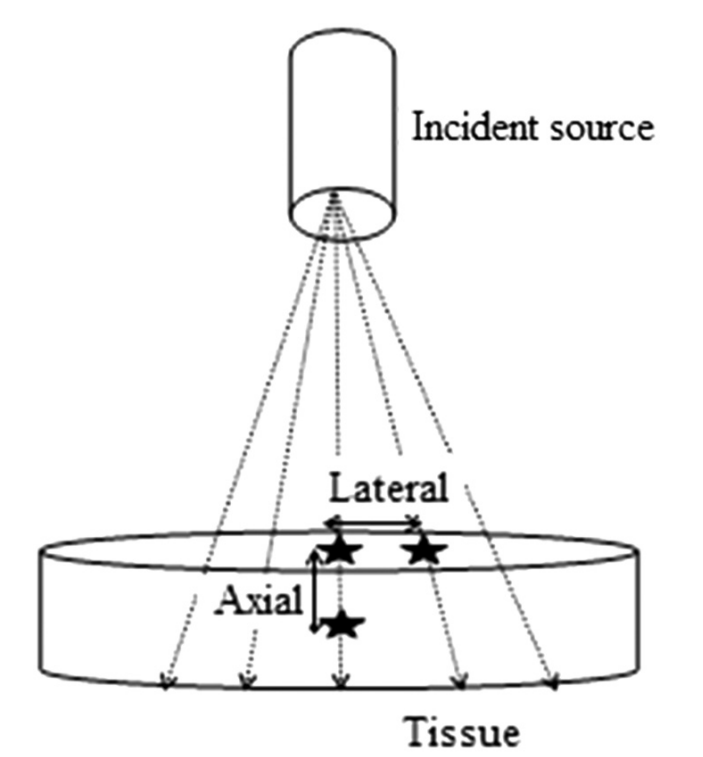 Incident source
Lateral
Axial
Tissue